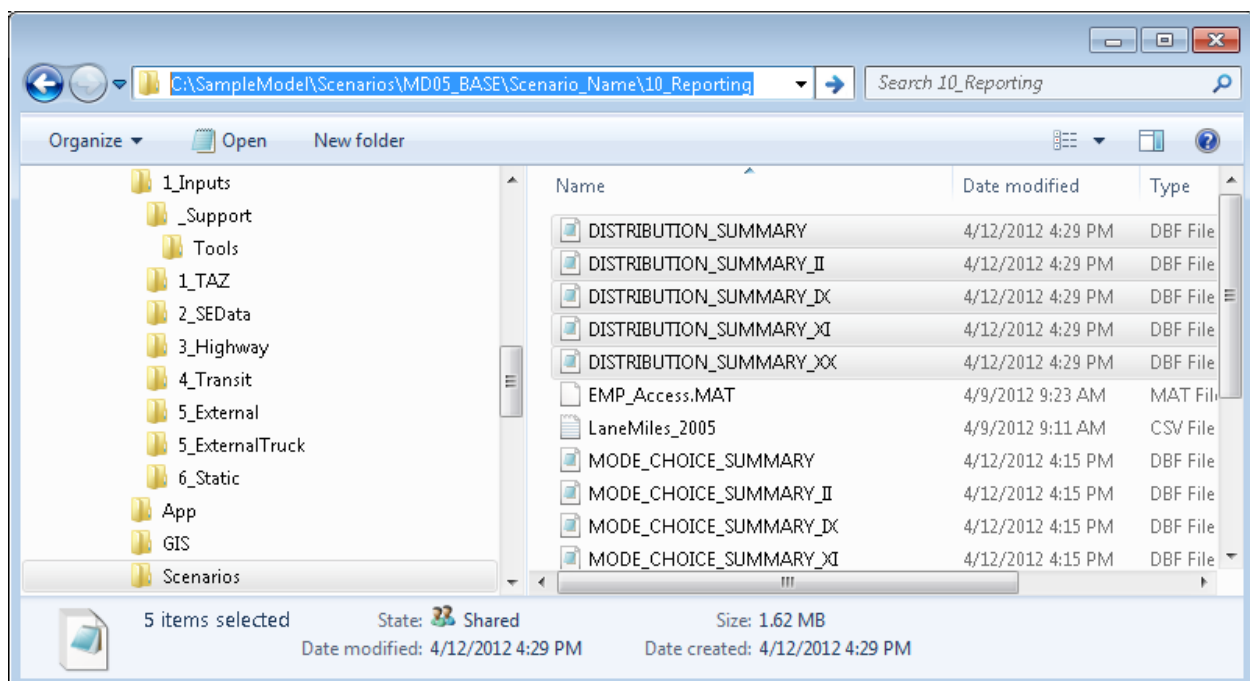 C:\SampleModel\Scenarios\MD05_BASE\Scenario_Name\10_Reporting
Search 10_Reporting
Organize
Open
New folder
1_Inputs
_Support
Tools
1_TAZ
2_SEData
3_Highway
4_Transit
5_External
5_ExternalTruck
6_Static
App
GIS
Scenarios
Name Date modified Type
DISTRIBUTION_SUMMARY 4/12/2012 4:29 PM DBF File
DISTRIBUTION_SUMMARY_II 4/12/2012 4:29 PM DBF File
DISTRIBUTION_SUMMARY_IX 4/12/2012 4:29 PM DBF File
DISTRIBUTION_SUMMARY_XI 4/12/2012 4:29 PM DBF File
DISTRIBUTION_SUMMARY_XX 4/12/2012 4:29 PM DBF File
EMP_Access.MAT 4/9/2012 9:23 AM MAT File
LaneMiles_2005 4/9/2012 9:11 AM CSV File
MODE_CHOICE_SUMMARY 4/12/2012 4:15 PM DBF File
MODE_CHOICE_SUMMARY_II 4/12/2012 4:15 PM DBF File
MODE_CHOICE_SUMMARY_IX 4/12/2012 4:15 PM DBF File
MODE_CHOICE_SUMMARY_XI 4/12/2012 4:15 PM DBF File
5 items selected State: Shared Size: 1.62 MB
Date modified: 4/12/2012 4:29 PM Date created: 4/12/2012 4:29 PM